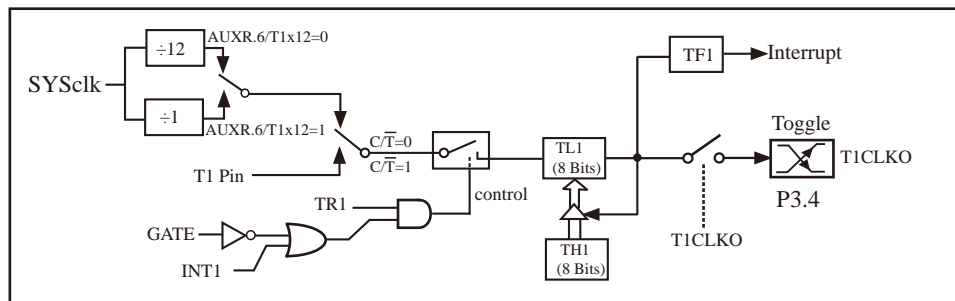 AUXR.6/T1x12=0
÷12
SYSclk
÷1
AUXR.6/T1x12=1
C/T̅=0
C/T̅=1
T1 Pin
TR1
control
GATE
INT1
TL1
(8 Bits)
TH1
(8 Bits)
TF1
Interrupt
Toggle
T1CLKO
P3.4
T1CLKO